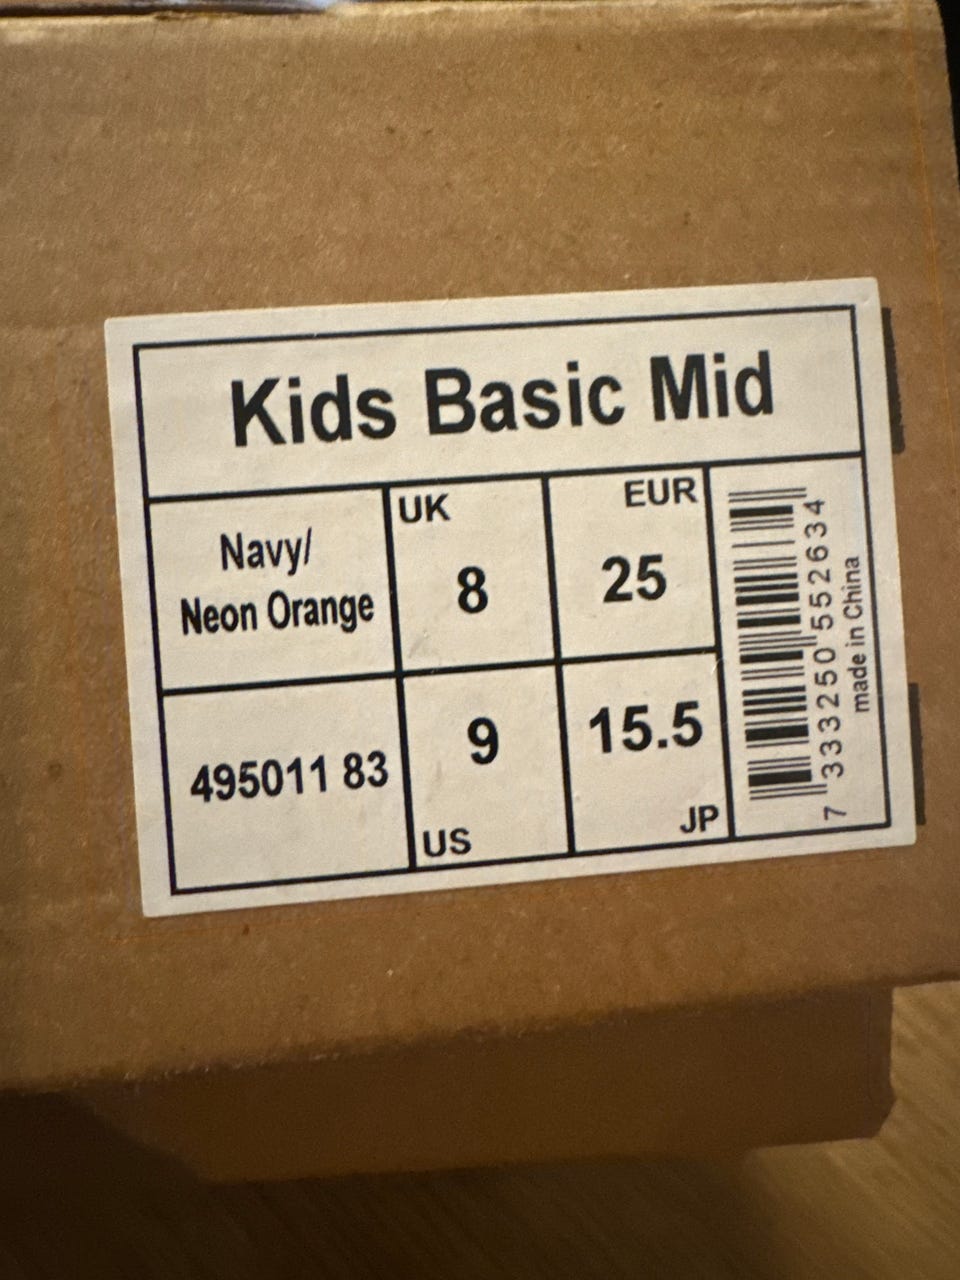 Kids Basic Mid
Navy/
Neon Orange
UK
8
EUR
25
495011 83
9
US
15.5
JP
7 333250 552634
made in China